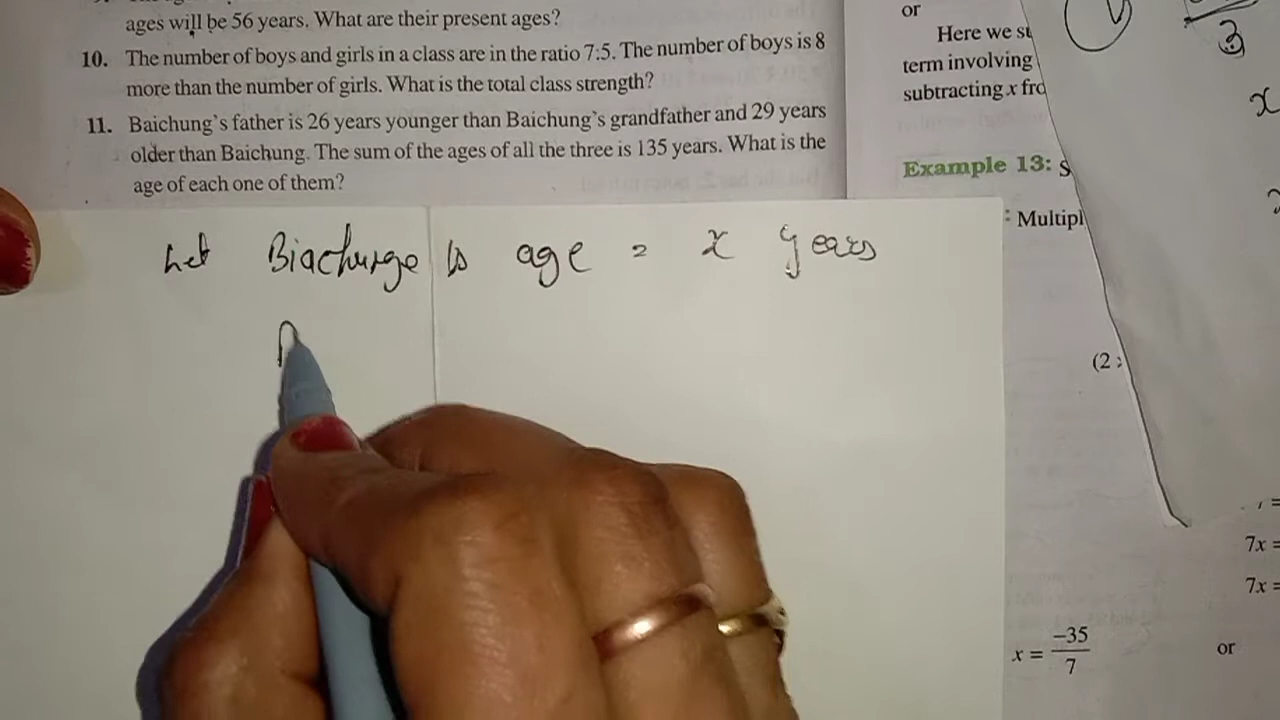 ages will be 56 years. What are their present ages?
10. The number of boys and girls in a class are in the ratio 7:5. The number of boys is 8
more than the number of girls. What is the total class strength?
11. Baichung's father is 26 years younger than Baichung's grandfather and 29 years
older than Baichung. The sum of the ages of all the three is 135 years. What is the
age of each one of them?
Let Biachurge is age = x years
or
Here we st
term involving
subtracting x fro
Example 13: S
: Multipl
(2
x = -35/7
or
3
x
7x =
7x =